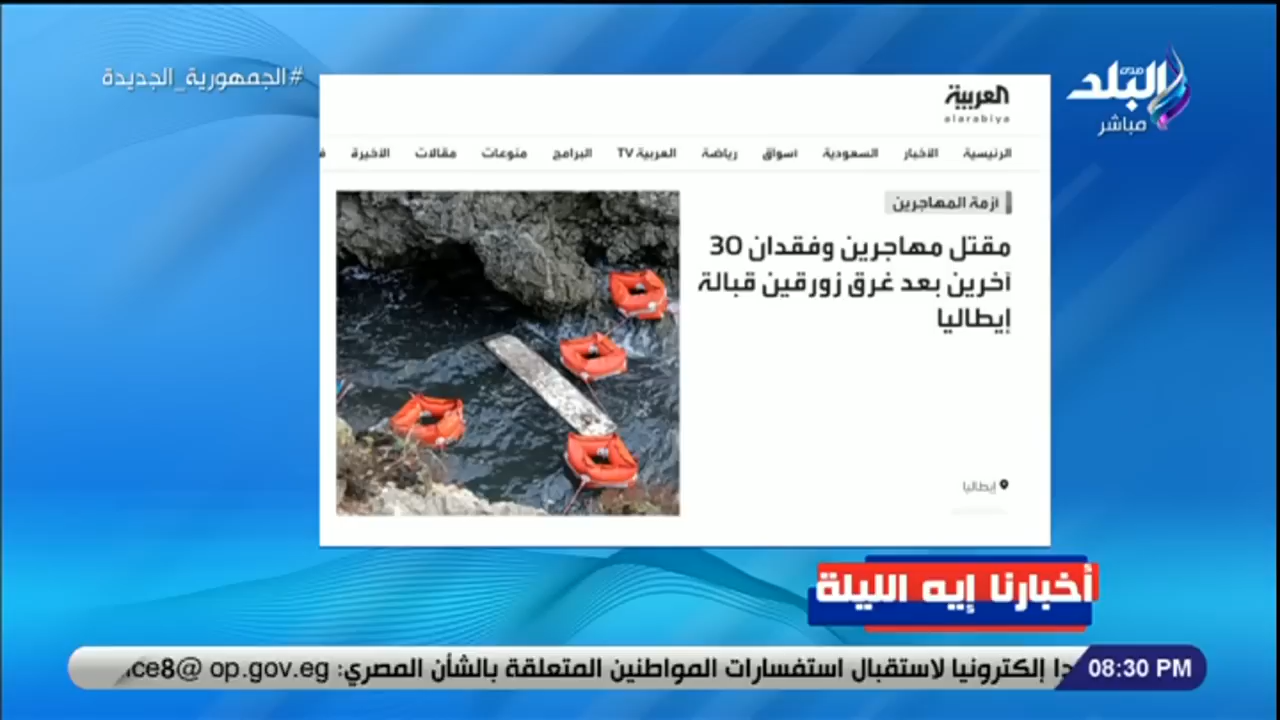 #الجمهورية_الجديدة
صدى البلد
مباشر
العربية
alarabiya
الرئيسية الأخبار السعودية أسواق رياضة العربية TV البرامج منوعات مقالات الأخيرة
أزمة المهاجرين
مقتل مهاجرين وفقدان 30
آخرين بعد غرق زورقين قبالة
إيطاليا
إيطاليا
أخبارنا إيه الليلة
إلكترونيا لاستقبال استفسارات المواطنين المتعلقة بالشأن المصري: ce8@ op.gov.eg
08:30 PM